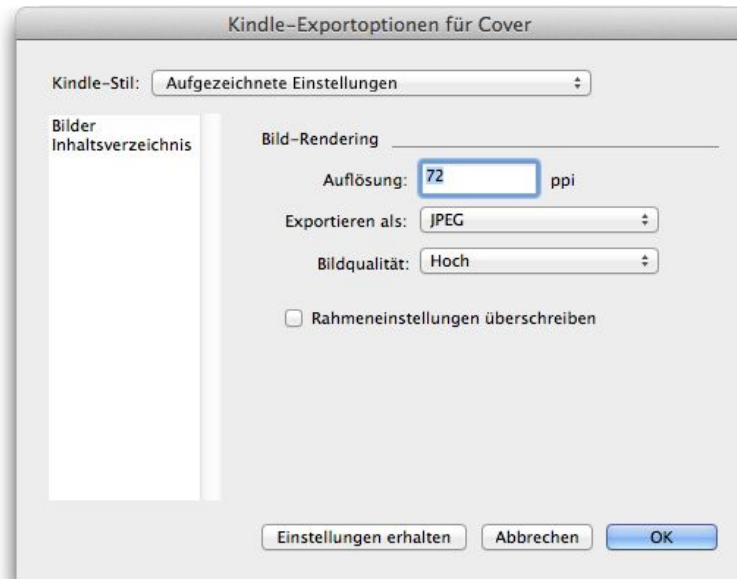 Kindle-Exportoptionen für Cover
Kindle-Stil: Aufgezeichnete Einstellungen
Bilder
Inhaltsverzeichnis
Bild-Rendering
Auflösung: 72 ppi
Exportieren als: JPEG
Bildqualität: Hoch
Rahmeneinstellungen überschreiben
Einstellungen erhalten Abbrechen OK